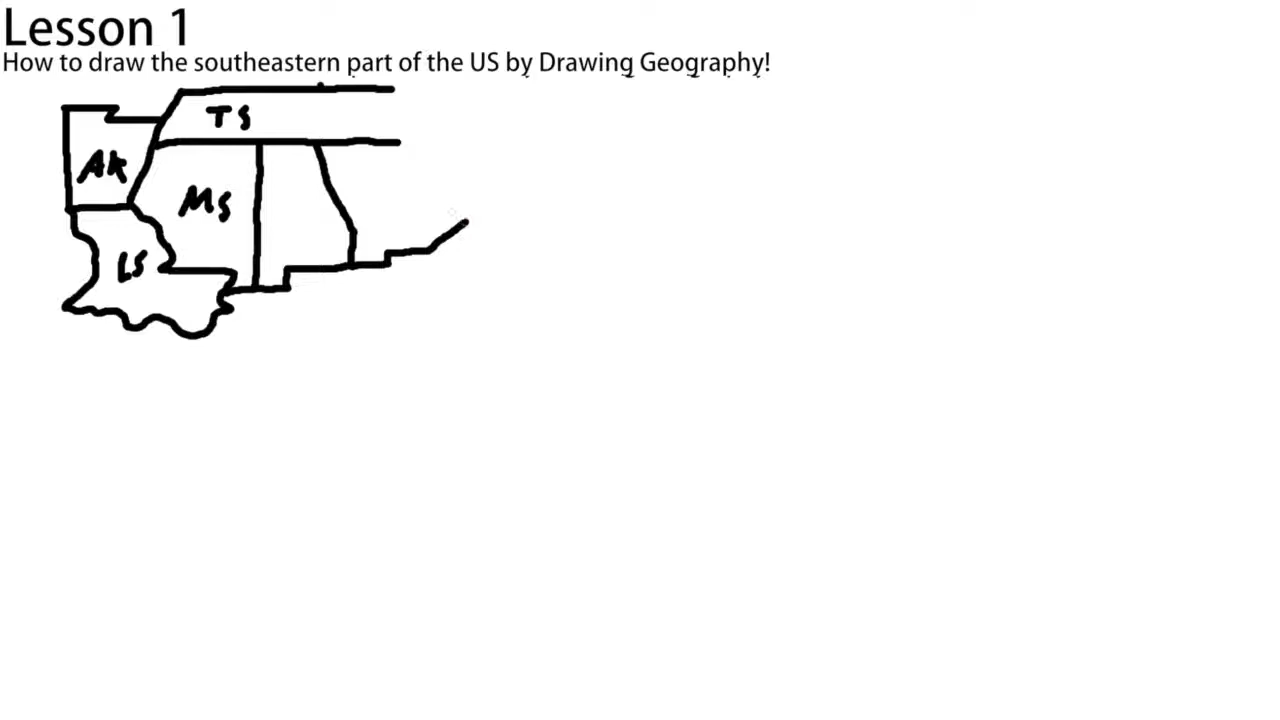 Lesson 1
How to draw the southeastern part of the US by Drawing Geography!
TS
AK
MS
LS